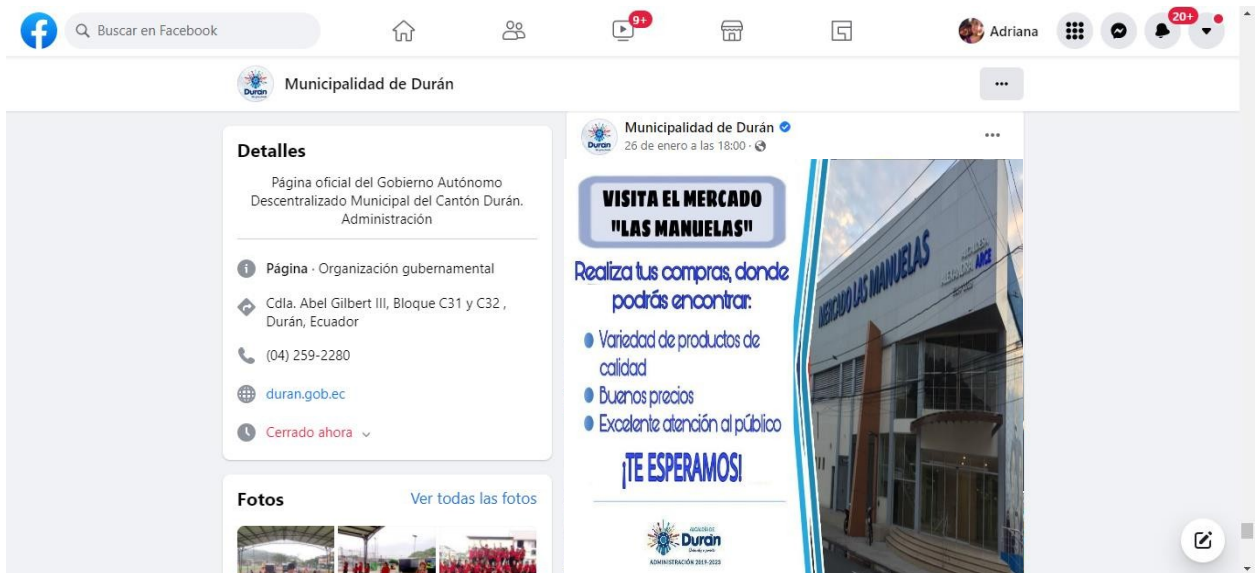 Buscar en Facebook
9+
Adriana
20+
Municipalidad de Durán
Detalles
Página oficial del Gobierno Autónomo
Descentralizado Municipal del Cantón Durán.
Administración
Página · Organización gubernamental
Cdla. Abel Gilbert III, Bloque C31 y C32 ,
Durán, Ecuador
(04) 259-2280
duran.gob.ec
Cerrado ahora
Fotos
Ver todas las fotos
Municipalidad de Durán
26 de enero a las 18:00 ·
VISITA EL MERCADO
"LAS MANUELAS"
Realiza tus compras, donde
podrás encontrar:
Variedad de productos de
calidad
Buenos precios
Excelente atención al público
¡TE ESPERAMOS!
Durán
ADMINISTRACIÓN 2019-2023
MERCADO LAS MANUELAS
ARCE